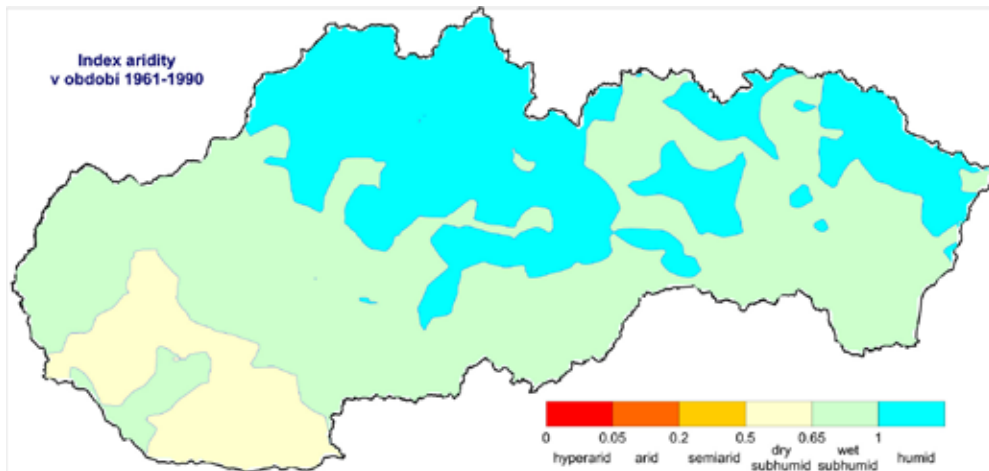 Index aridity
v období 1961-1990
0 0.05 0.2 0.5 0.65 1
hyperarid arid semiarid dry subhumid wet subhumid humid